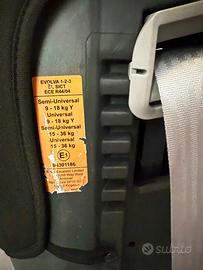 EVOLVA 1-2-3
ECE R44/04
Semi-Universal
9 - 18 kg Y
Universal
9 - 18 kg Y
Semi-Universal
15 - 36 kg
Universal
15 - 36 kg
E1
Limited
subito